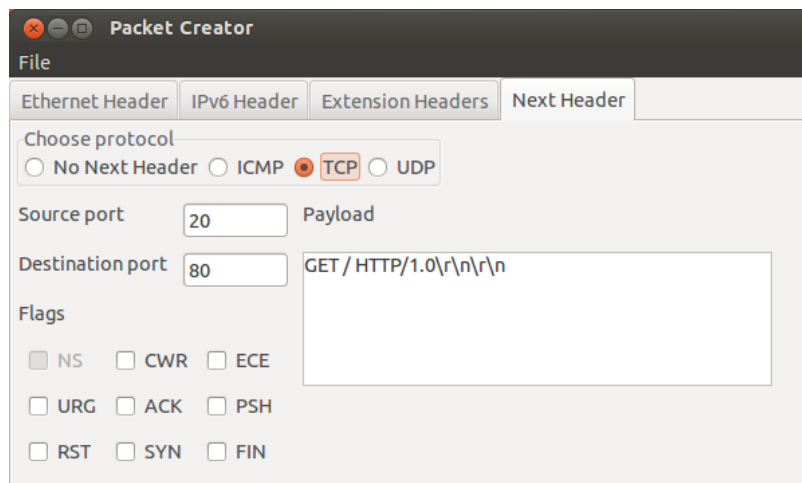 Packet Creator
File
Ethernet Header IPv6 Header Extension Headers Next Header
Choose protocol
No Next Header ICMP TCP UDP
Source port 20 Payload
Destination port 80 GET / HTTP/1.0\r\n\r\n
Flags
NS CWR ECE
URG ACK PSH
RST SYN FIN